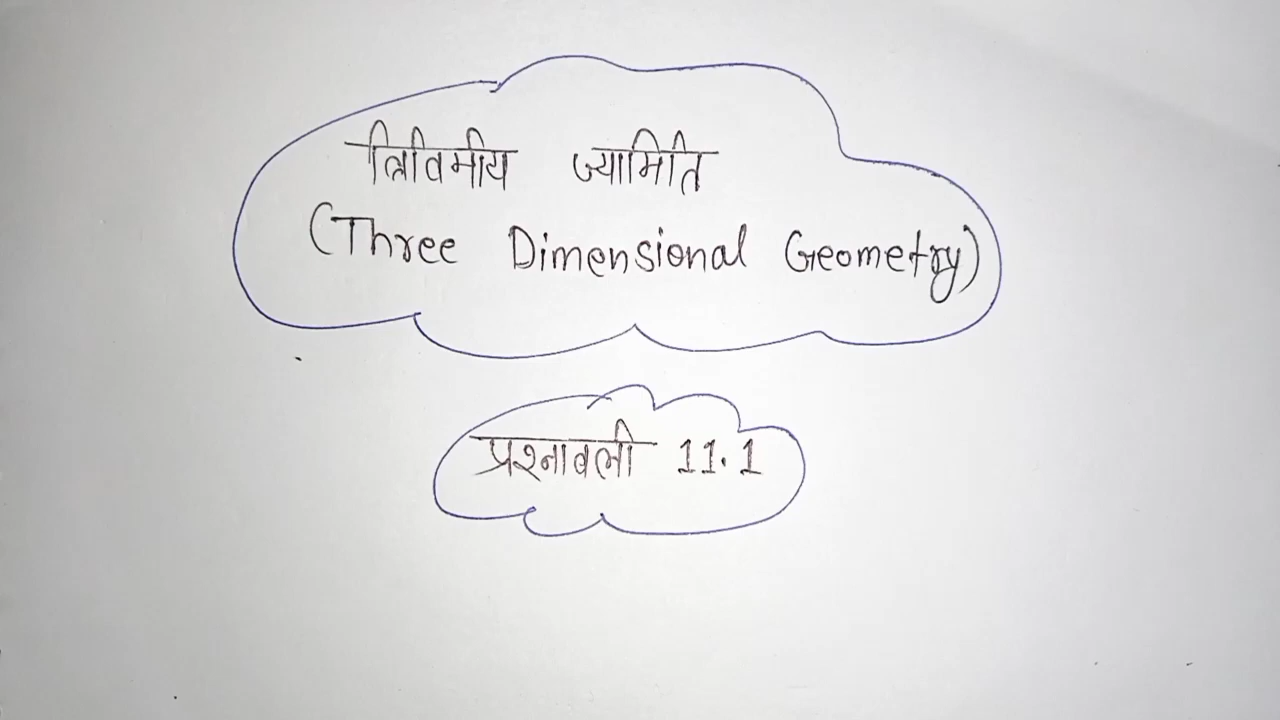 त्रिविमीय ज्यामिति
(Three Dimensional Geometry)
प्रश्नावली 11.1